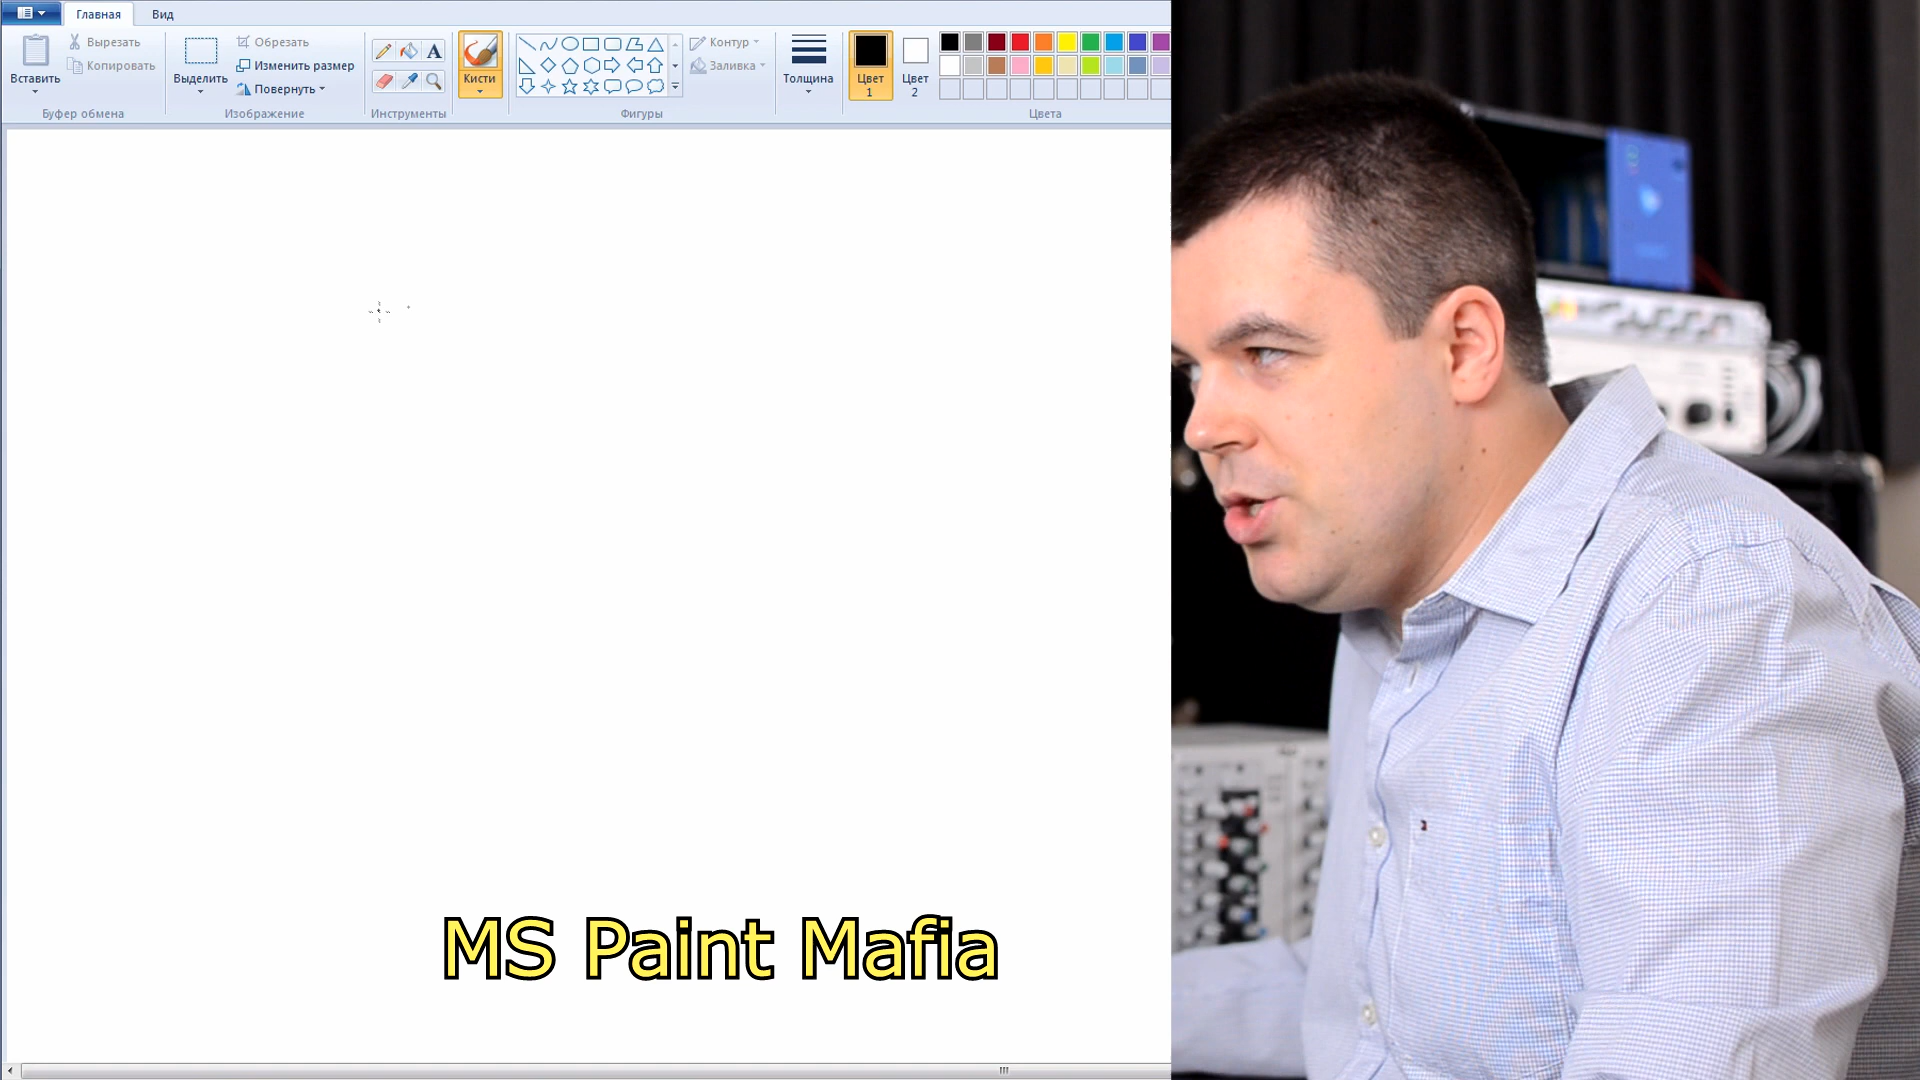 Главная Вид
Вставить
Вырезать
Копировать
Буфер обмена
Выделить
Обрезать
Изменить размер
Повернуть
Изображение
A
Инструменты
Кисти
Контур
Заливка
Фигуры
Толщина
Цвет 1
Цвет 2
Цвета
MS Paint Mafia